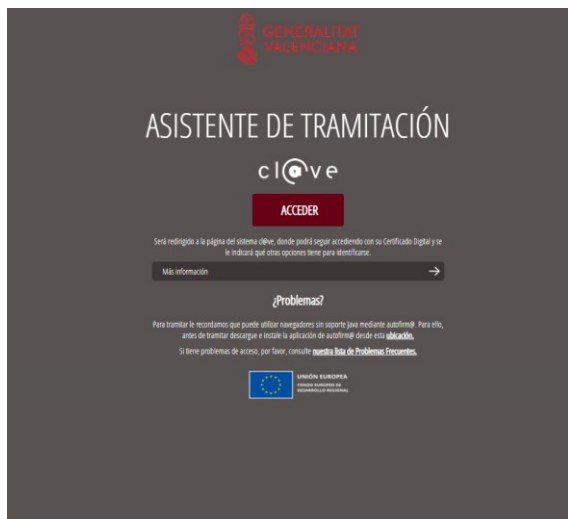 GENERALITAT
VALENCIANA
ASISTENTE DE TRAMITACIÓN
cl@ve
ACCEDER
Será redirigido a la página del sistema cl@ve, donde podrá seguir accediendo con su Certificado Digital y se
le indicará qué otras opciones tiene para identificarse.
Más información
¿Problemas?
Para tramitar le recordamos que puede utilizar navegadores sin soporte Java mediante autofirm@. Para ello,
antes de tramitar descargue e instale la aplicación de autofirm@ desde esta ubicación.
Si tiene problemas de acceso, por favor, consulte nuestra lista de Problemas Frecuentes.
UNIÓN EUROPEA
FONDO EUROPEO DE
DESARROLLO REGIONAL